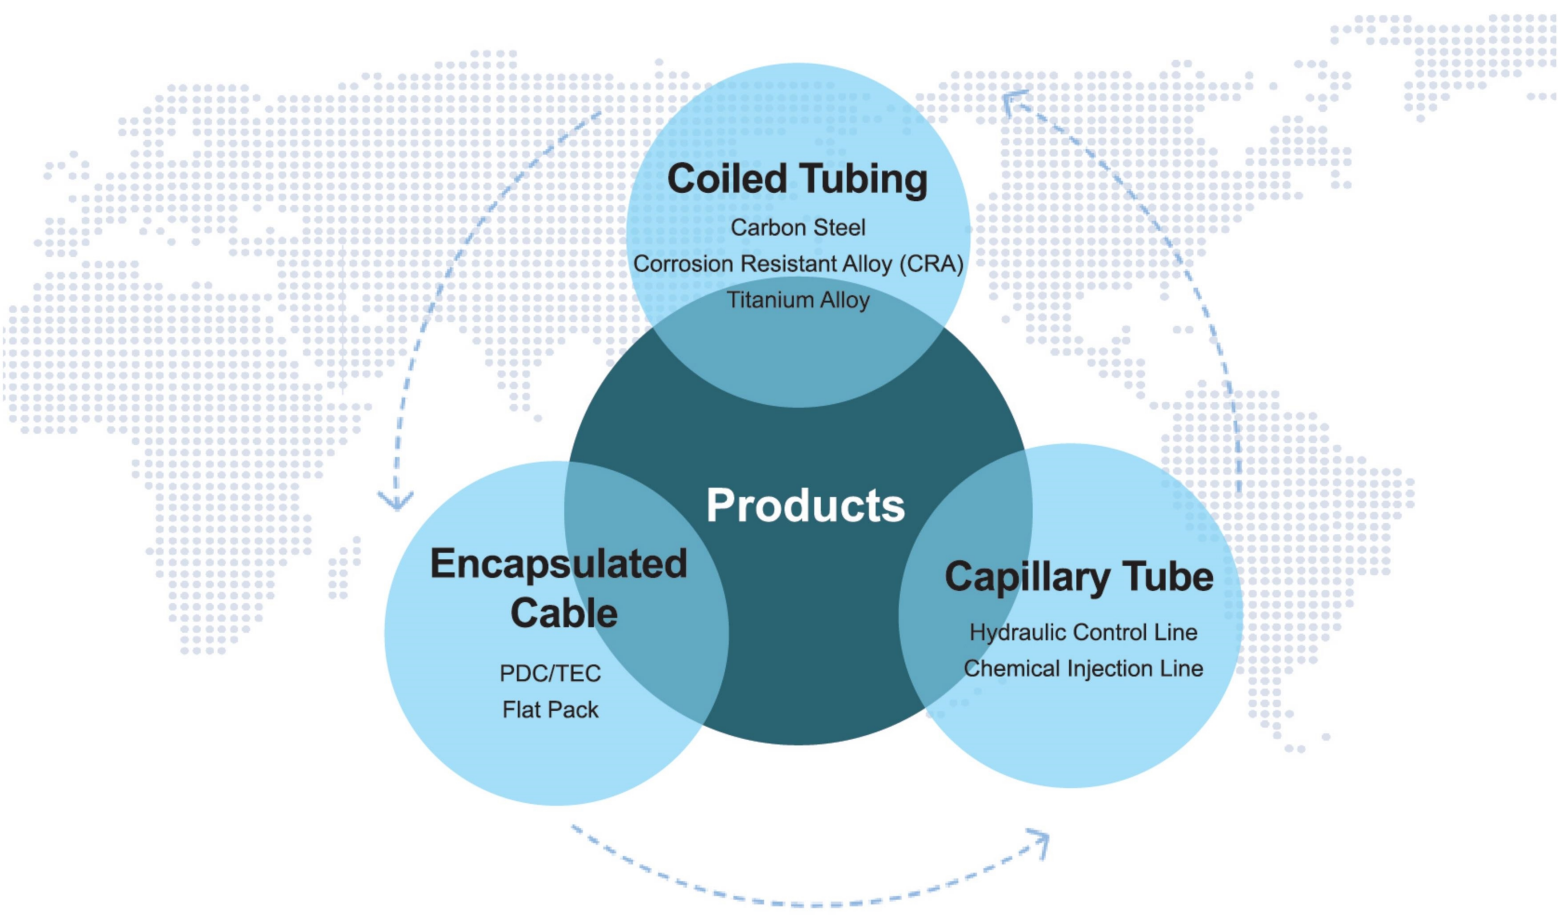 Coiled Tubing
Carbon Steel
Corrosion Resistant Alloy (CRA)
Titanium Alloy
Products
Encapsulated
Cable
PDC/TEC
Flat Pack
Capillary Tube
Hydraulic Control Line
Chemical Injection Line